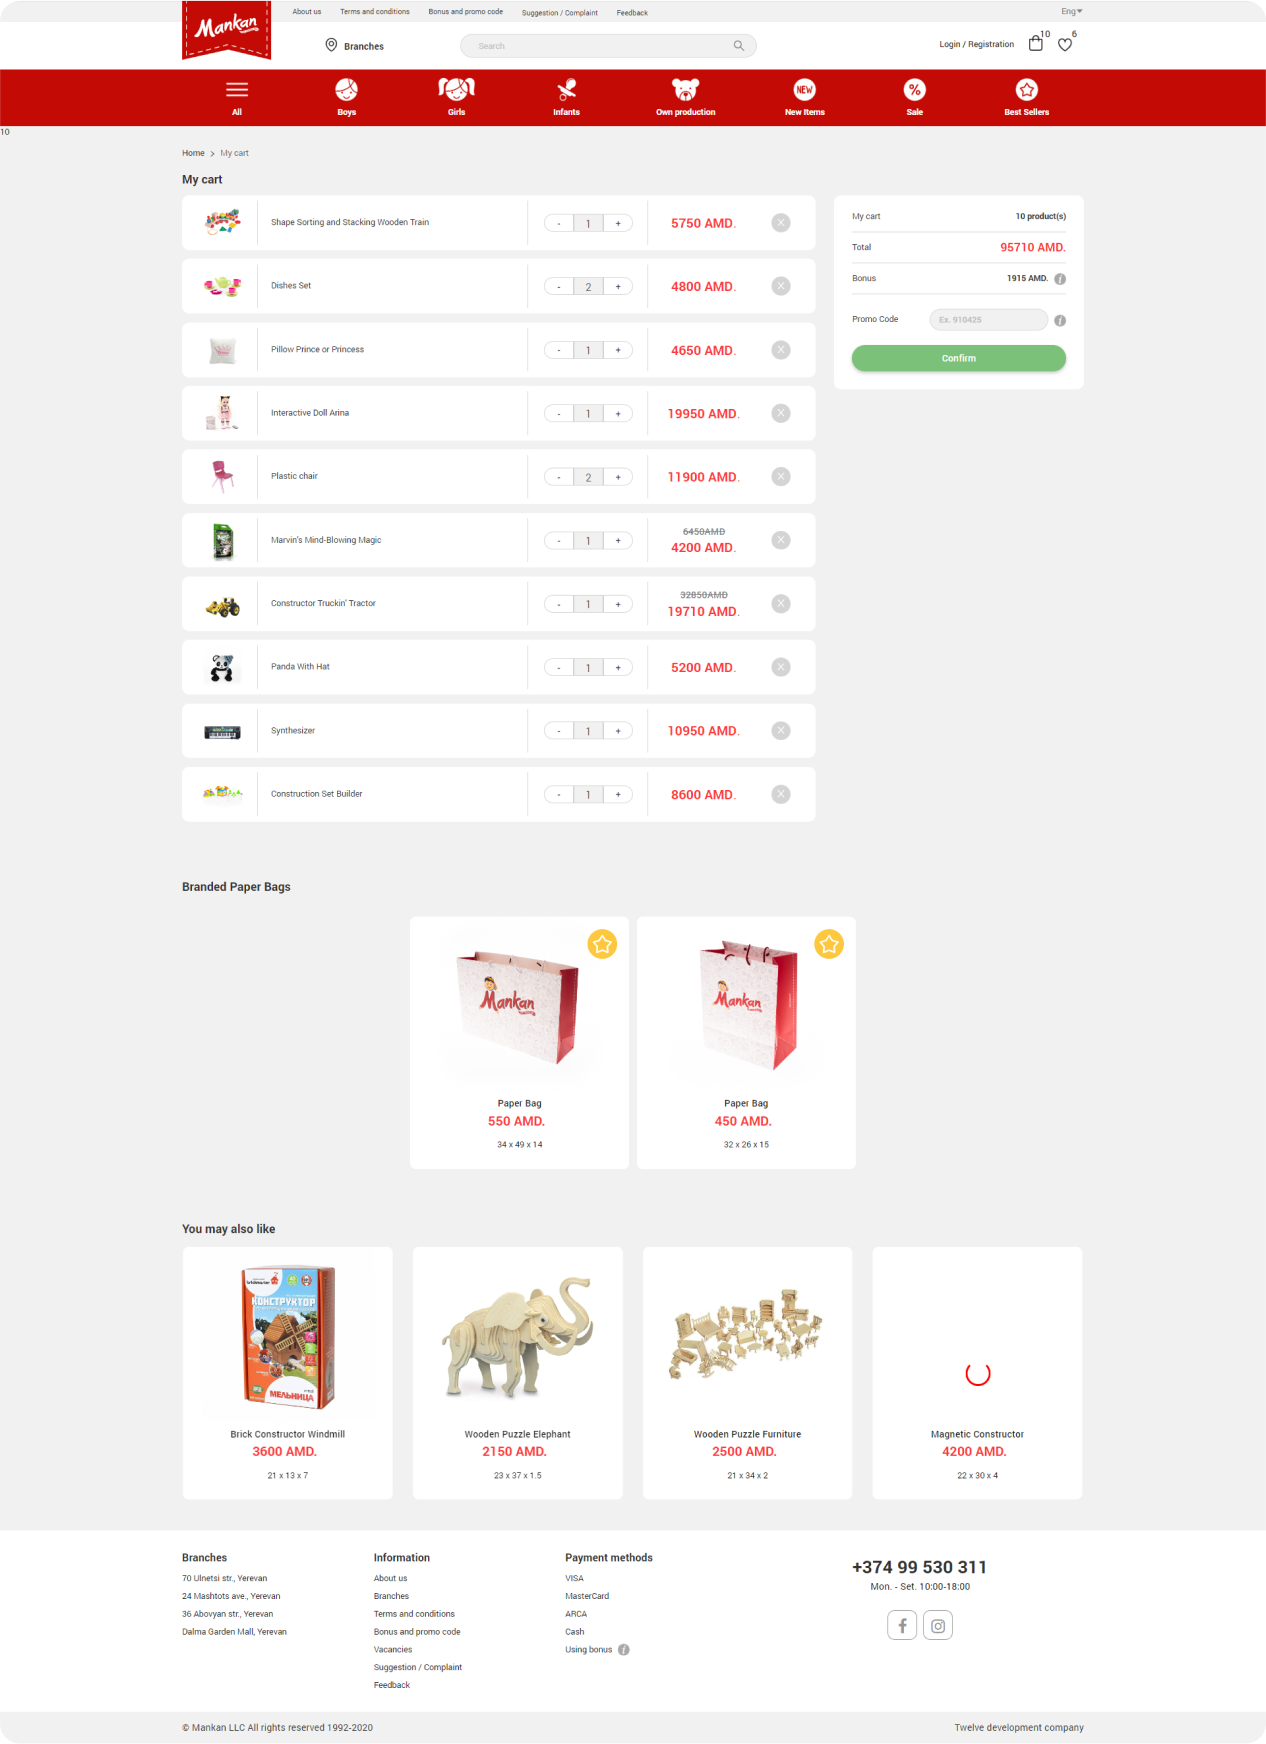 About us Terms and conditions Bonus and promo code Suggestion / Complaint Feedback Eng
Mankan
Branches Search Login / Registration 10 6
All Boys Girls Infants Own production New Items Sale Best Sellers
NEW %
10
Home > My cart
My cart
Shape Sorting and Stacking Wooden Train - 1 + 5750 AMD. X
Dishes Set - 2 + 4800 AMD. X
Pillow Prince or Princess - 1 + 4650 AMD. X
Interactive Doll Arina - 1 + 19950 AMD. X
Plastic chair - 2 + 11900 AMD. X
6450AMD
Marvin's Mind-Blowing Magic - 1 + 4200 AMD. X
32850AMD
Constructor Truckin' Tractor - 1 + 19710 AMD. X
Panda With Hat - 1 + 5200 AMD. X
Synthesizer - 1 + 10950 AMD. X
Construction Set Builder - 1 + 8600 AMD. X
My cart 10 product(s)
Total 95710 AMD.
Bonus 1915 AMD. i
Promo Code Ex. 910425 i
Confirm
Branded Paper Bags
Mankan
Paper Bag
550 AMD.
34 x 49 x 14
Mankan
Paper Bag
450 AMD.
32 x 26 x 15
You may also like
КОНСТРУКТОР
МЕЛЬНИЦА
Brick Constructor Windmill
3600 AMD.
21 x 13 x 7
Wooden Puzzle Elephant
2150 AMD.
23 x 37 x 1.5
Wooden Puzzle Furniture
2500 AMD.
21 x 34 x 2
Magnetic Constructor
4200 AMD.
22 x 30 x 4
Branches
70 Ulnetsi str., Yerevan
24 Mashtots ave., Yerevan
36 Abovyan str., Yerevan
Dalma Garden Mall, Yerevan
Information
About us
Branches
Terms and conditions
Bonus and promo code
Vacancies
Suggestion / Complaint
Feedback
Payment methods
VISA
MasterCard
ARCA
Cash
Using bonus i
+374 99 530 311
Mon. - Set. 10:00-18:00
© Mankan LLC All rights reserved 1992-2020
Twelve development company